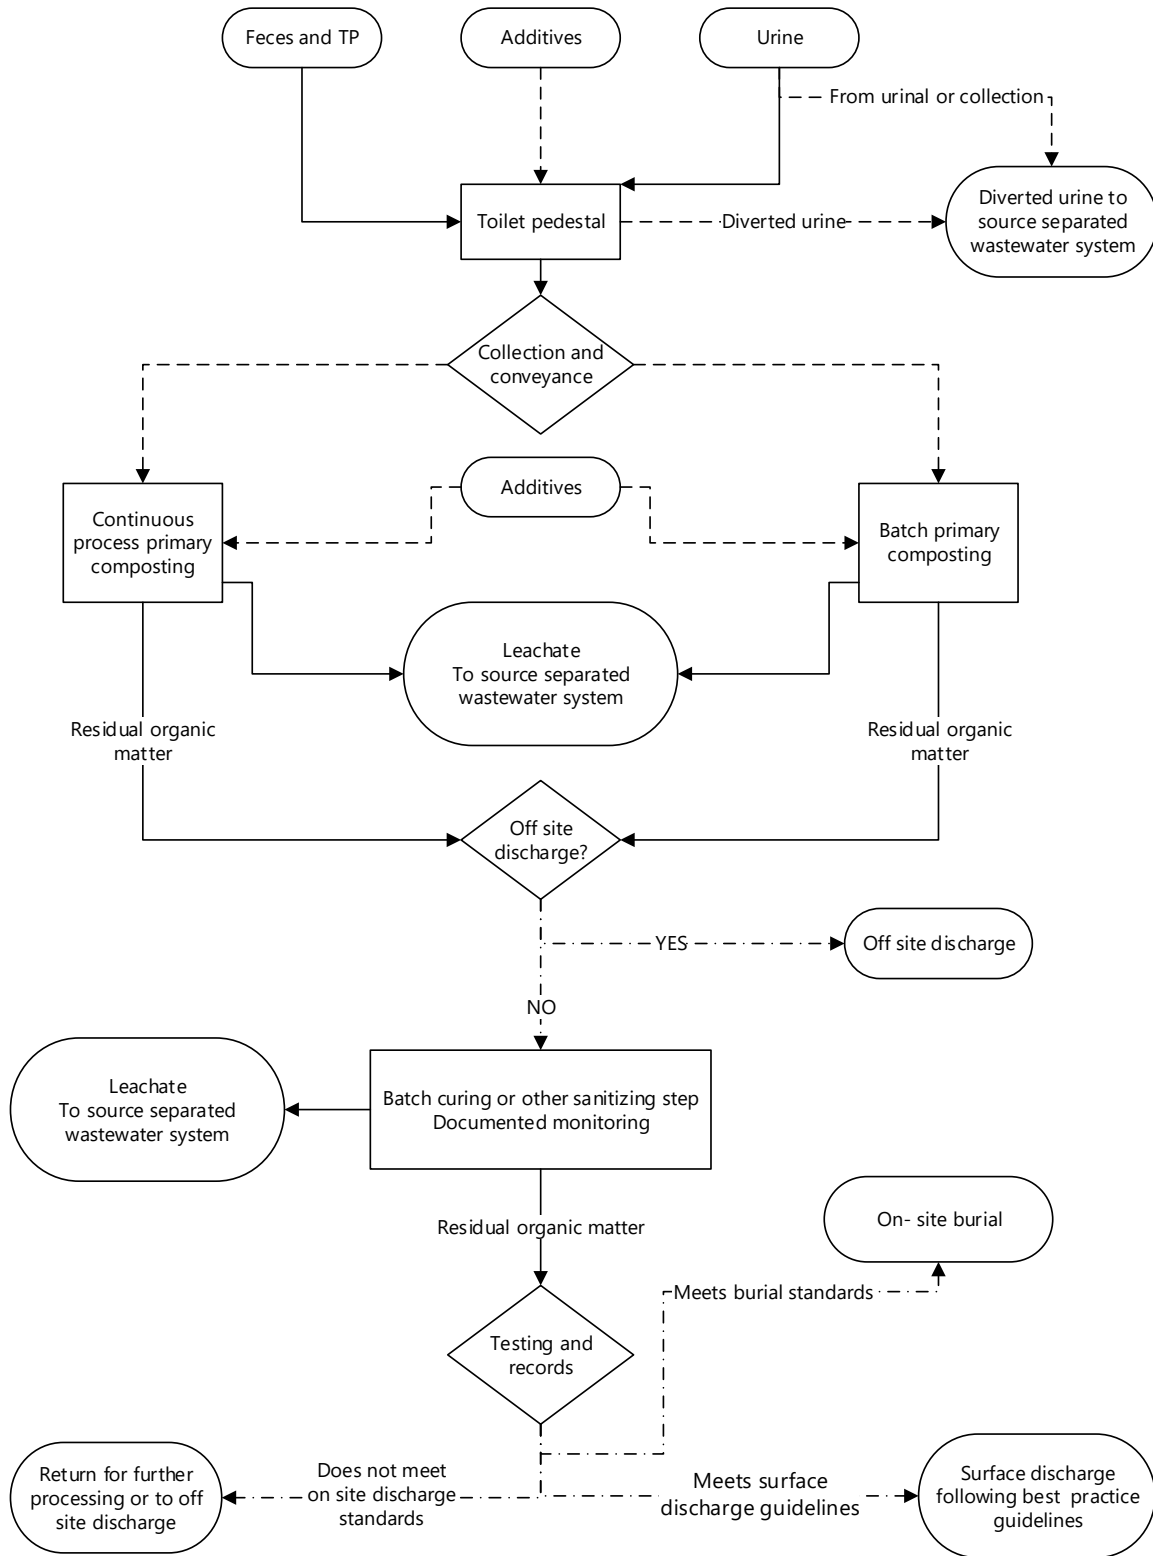 Feces and TP
Additives
Urine
From urinal or collection
Toilet pedestal
Diverted urine
Diverted urine to
source separated
wastewater system
Collection and
conveyance
Additives
Continuous
process primary
composting
Batch primary
composting
Leachate
To source separated
wastewater system
Residual organic
matter
Residual organic
matter
Off site
discharge?
YES
Off site discharge
NO
Leachate
To source separated
wastewater system
Batch curing or other sanitizing step
Documented monitoring
On- site burial
Residual organic matter
Meets burial standards
Testing and
records
Return for further
processing or to off
site discharge
Does not meet
on site discharge
standards
Meets surface
discharge guidelines
Surface discharge
following best practice
guidelines